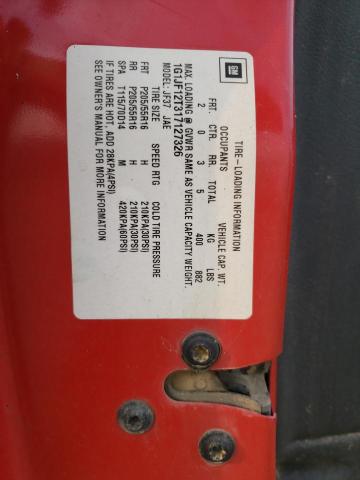 GM
TIRE-LOADING INFORMATION
OCCUPANTS VEHICLE CAP. WT.
FRT. CTR. RR. TOTAL KG LBS
2 0 3 5 400 882
MAX. LOADING @ GVWR SAME AS VEHICLE CAPACITY WEIGHT.
1G1JF12T317127326
MODEL: JF37 JAE
TIRE SIZE SPEED RTG COLD TIRE PRESSURE
FRT P205/55R16 H 210KPA(30PSI)
RR P205/55R16 H 210KPA(30PSI)
SPA T115/70D14 M 420KPA(60PSI)
IF TIRES ARE HOT, ADD 28KPA(4PSI)
SEE OWNER'S MANUAL FOR MORE INFORMATION